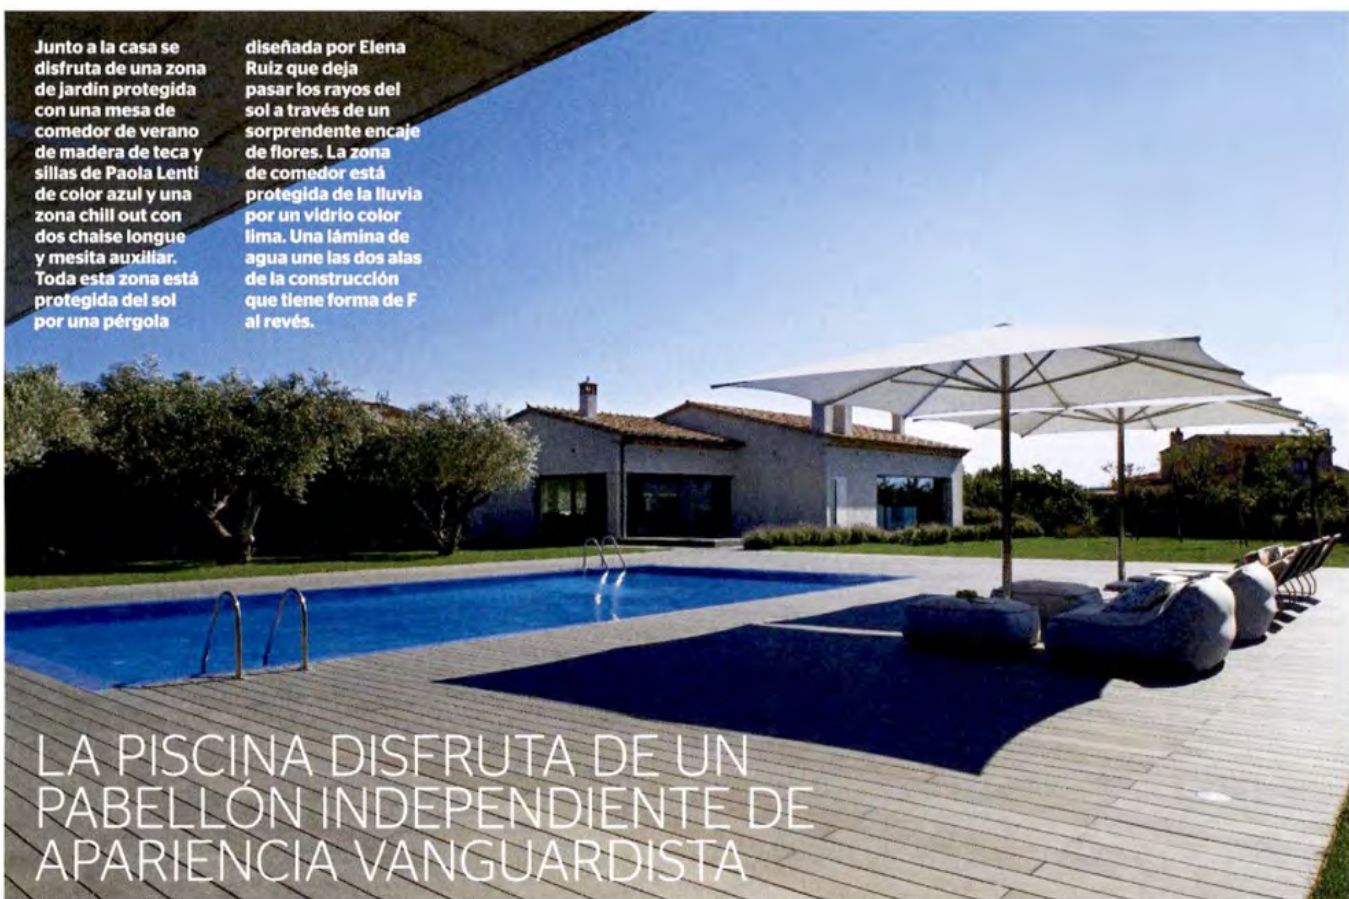 Junto a la casa se
disfruta de una zona
de jardín protegida
con una mesa de
comedor de verano
de madera de teca y
sillas de Paola Lenti
de color azul y una
zona chill out con
dos chaise longue
y mesita auxiliar.
Toda esta zona está
protegida del sol
por una pérgola
diseñada por Elena
Ruiz que deja
pasar los rayos del
sol a través de un
sorprendente encaje
de flores. La zona
de comedor está
protegida de la lluvia
por un vidrio color
lima. Una lámina de
agua une las dos alas
de la construcción
que tiene forma de F
al revés.
LA PISCINA DISFRUTA DE UN
PABELLÓN INDEPENDIENTE DE
APARIENCIA VANGUARDISTA